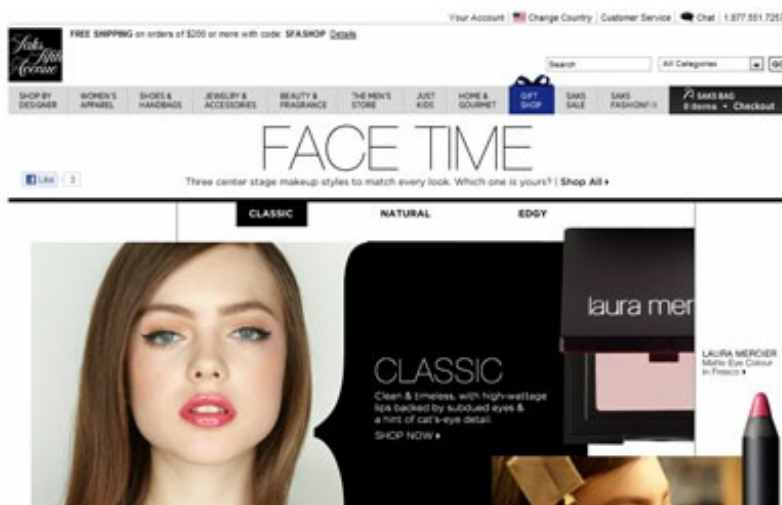 Your Account | Change Country | Customer Service | Chat | 1.877.551.7257
Saks Fifth Avenue
FREE SHIPPING on orders of $200 or more with code: SFASHOP Details
Search All Categories GO
SHOP BY DESIGNER
WOMEN'S APPAREL
SHOES & HANDBAGS
JEWELRY & ACCESSORIES
BEAUTY & FRAGRANCE
THE MEN'S STORE
JUST KIDS
HOME & GOURMET
GIFT SHOP
SAKS SALE
SAKS FASHION
SAKS BAG
0 items • Checkout
FACE TIME
Like 3
Three center stage makeup styles to match every look. Which one is yours? | Shop All
CLASSIC NATURAL EDGY
laura mer
LAURA MERCIER
Matte Eye Colour
in Fresco
CLASSIC
Clean & timeless, with high-wattage
lips backed by subdued eyes &
a hint of cat's-eye detail.
SHOP NOW